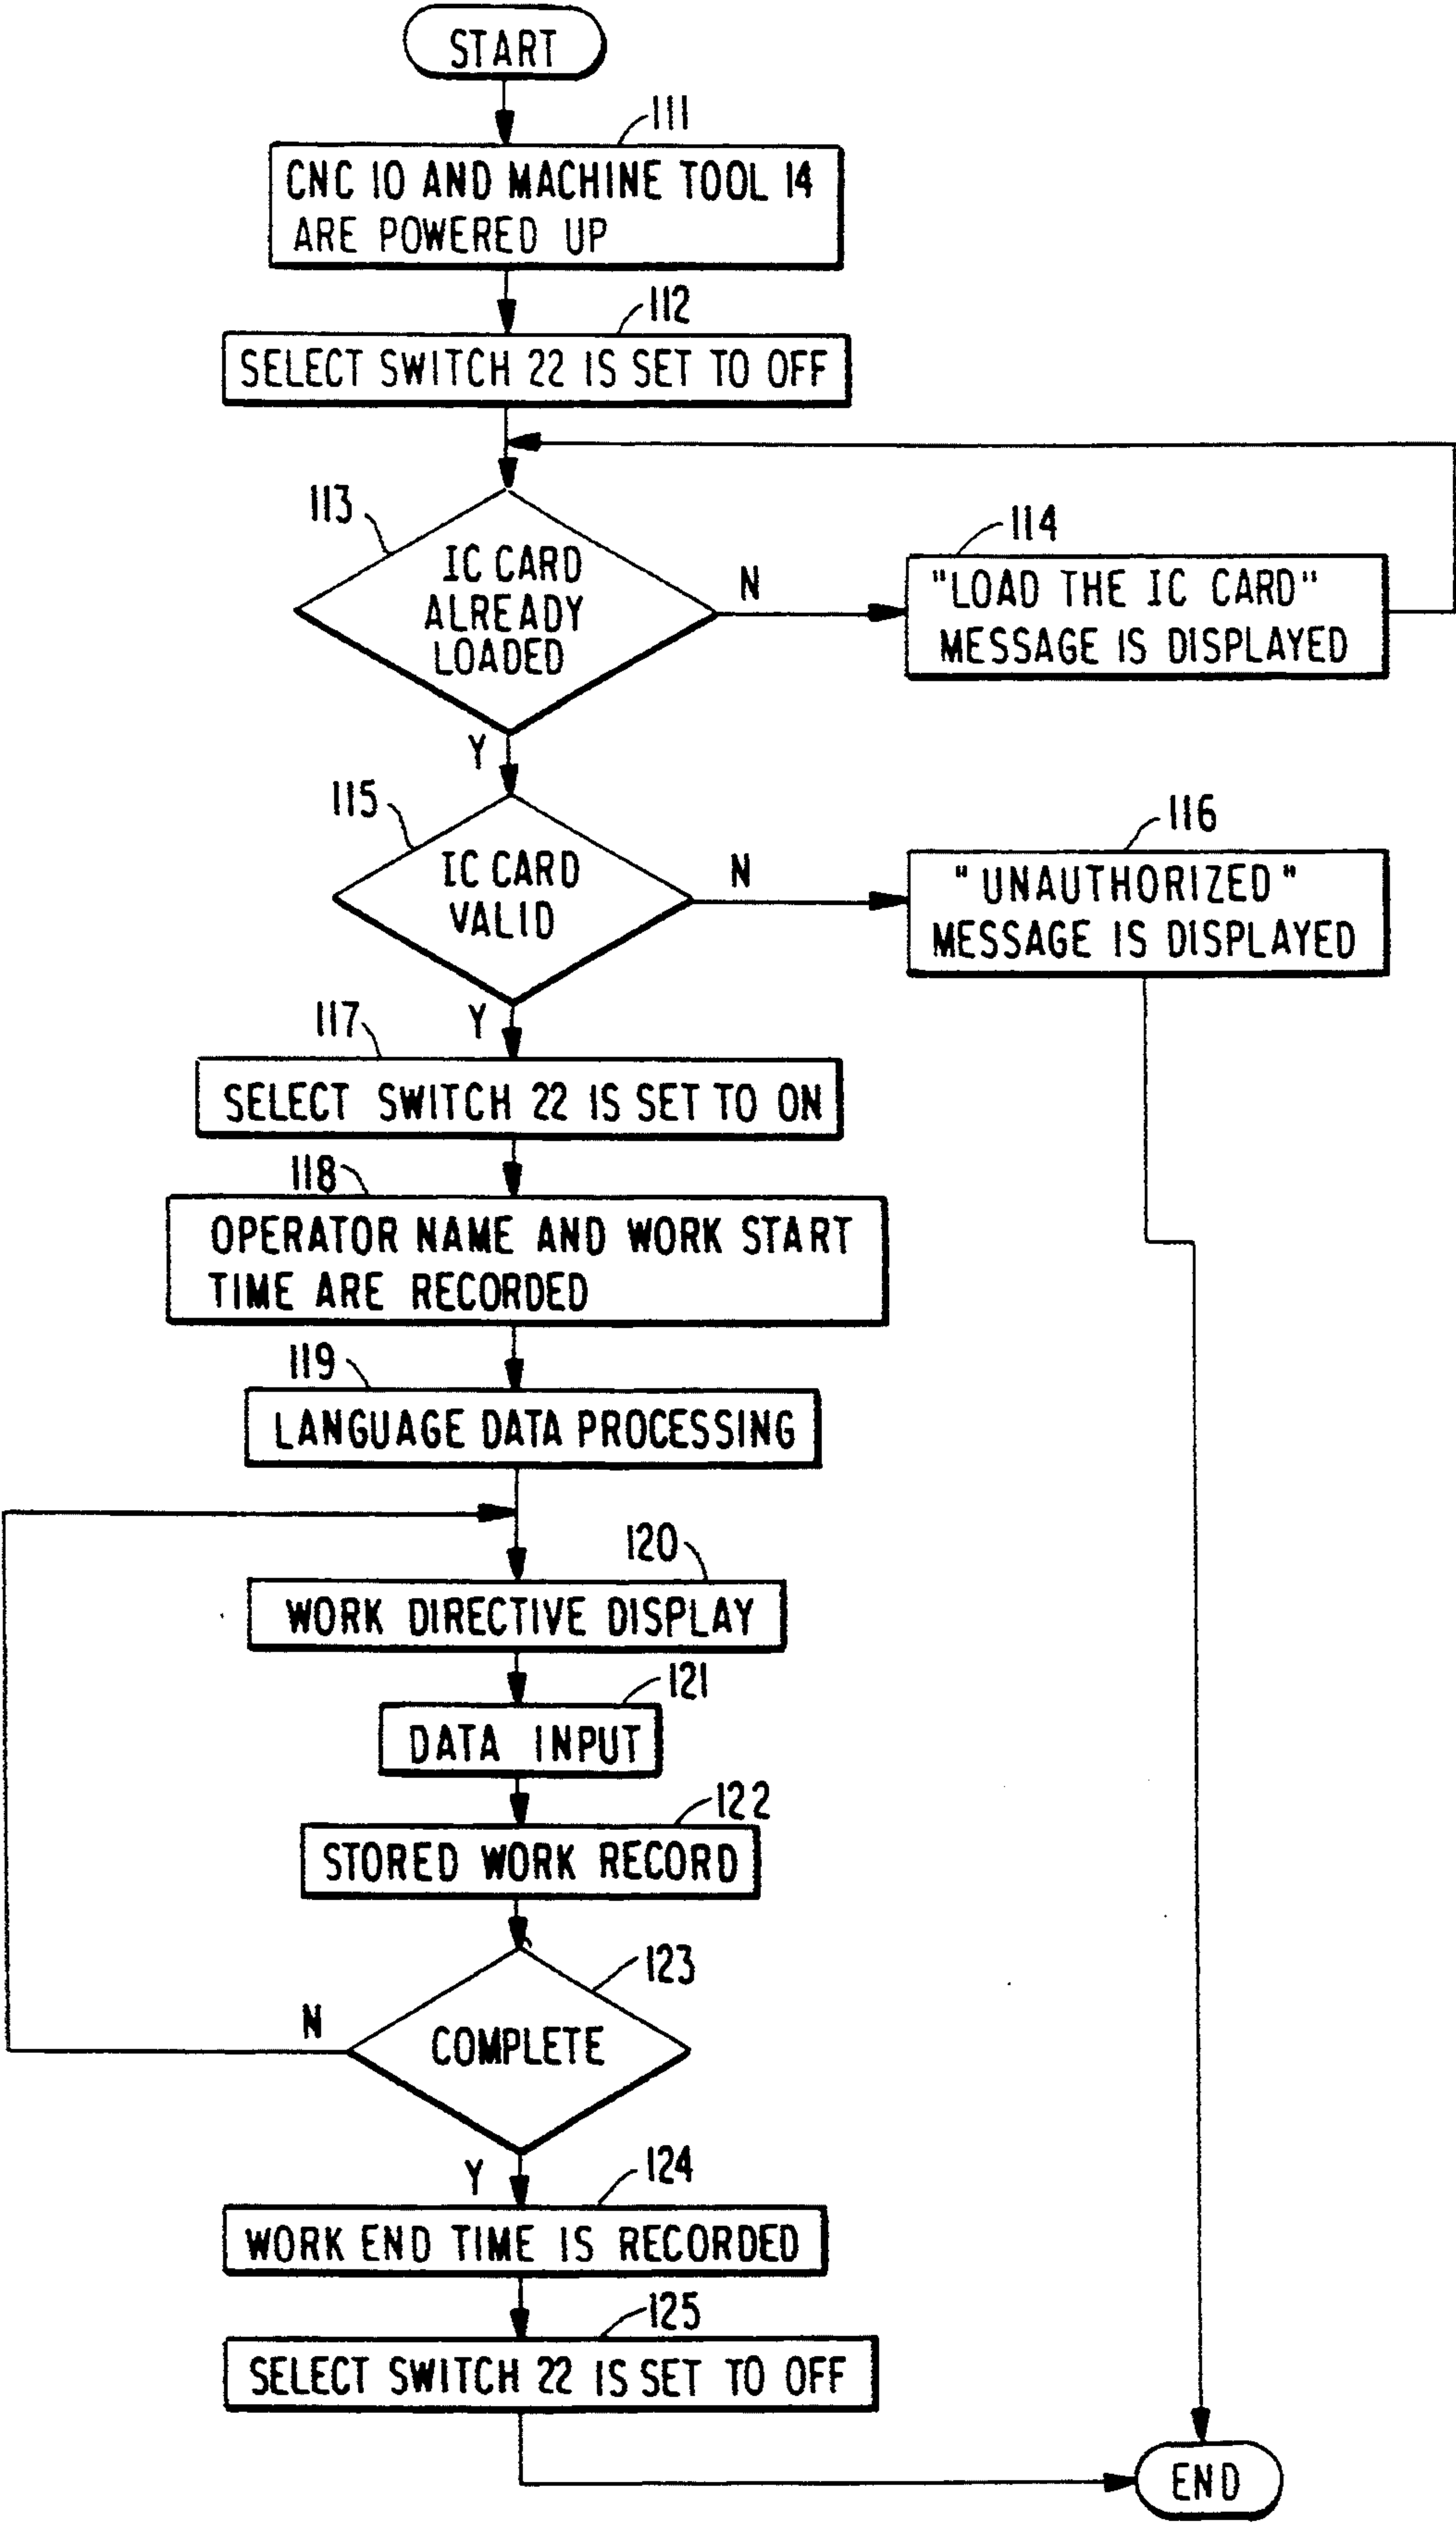 START
111
CNC 10 AND MACHINE TOOL 14
ARE POWERED UP
112
SELECT SWITCH 22 IS SET TO OFF
113
IC CARD
ALREADY
LOADED
N
114
"LOAD THE IC CARD"
MESSAGE IS DISPLAYED
Y
115
IC CARD
VALID
N
116
"UNAUTHORIZED"
MESSAGE IS DISPLAYED
Y
117
SELECT SWITCH 22 IS SET TO ON
118
OPERATOR NAME AND WORK START
TIME ARE RECORDED
119
LANGUAGE DATA PROCESSING
120
WORK DIRECTIVE DISPLAY
121
DATA INPUT
122
STORED WORK RECORD
123
COMPLETE
N
Y
124
WORK END TIME IS RECORDED
125
SELECT SWITCH 22 IS SET TO OFF
END